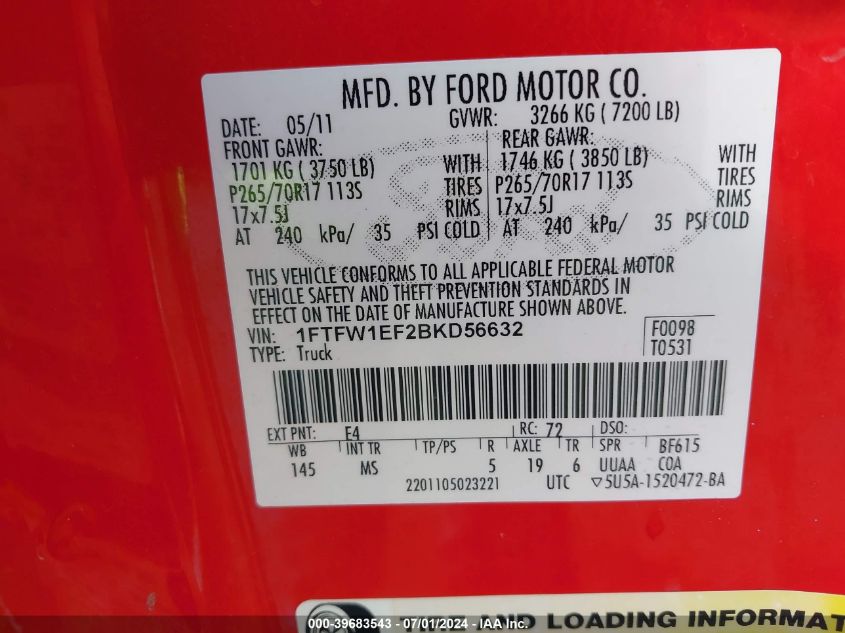 MFD. BY FORD MOTOR CO.
DATE: 05/11 GVWR: 3266 KG ( 7200 LB)
FRONT GAWR: REAR GAWR:
1701 KG ( 3750 LB) WITH 1746 KG ( 3850 LB) WITH
P265/70R17 113S TIRES P265/70R17 113S TIRES
17x7.5J RIMS 17x7.5J RIMS
AT 240 kPa/ 35 PSI COLD AT 240 kPa/ 35 PSI COLD
THIS VEHICLE CONFORMS TO ALL APPLICABLE FEDERAL MOTOR
VEHICLE SAFETY AND THEFT PREVENTION STANDARDS IN
EFFECT ON THE DATE OF MANUFACTURE SHOWN ABOVE.
VIN: 1FTFW1EF2BKD56632 F0098
TYPE: Truck T0531
EXT PNT: E4 RC: 72 DSO:
WB INT TR TP/PS R AXLE TR SPR BF615
145 MS 5 19 6 UUAA COA
2201105023221 UTC ▽5U5A-1520472-BA
TIRE AND LOADING INFORMAT
000-39683543 - 07/01/2024 - IAA Inc.